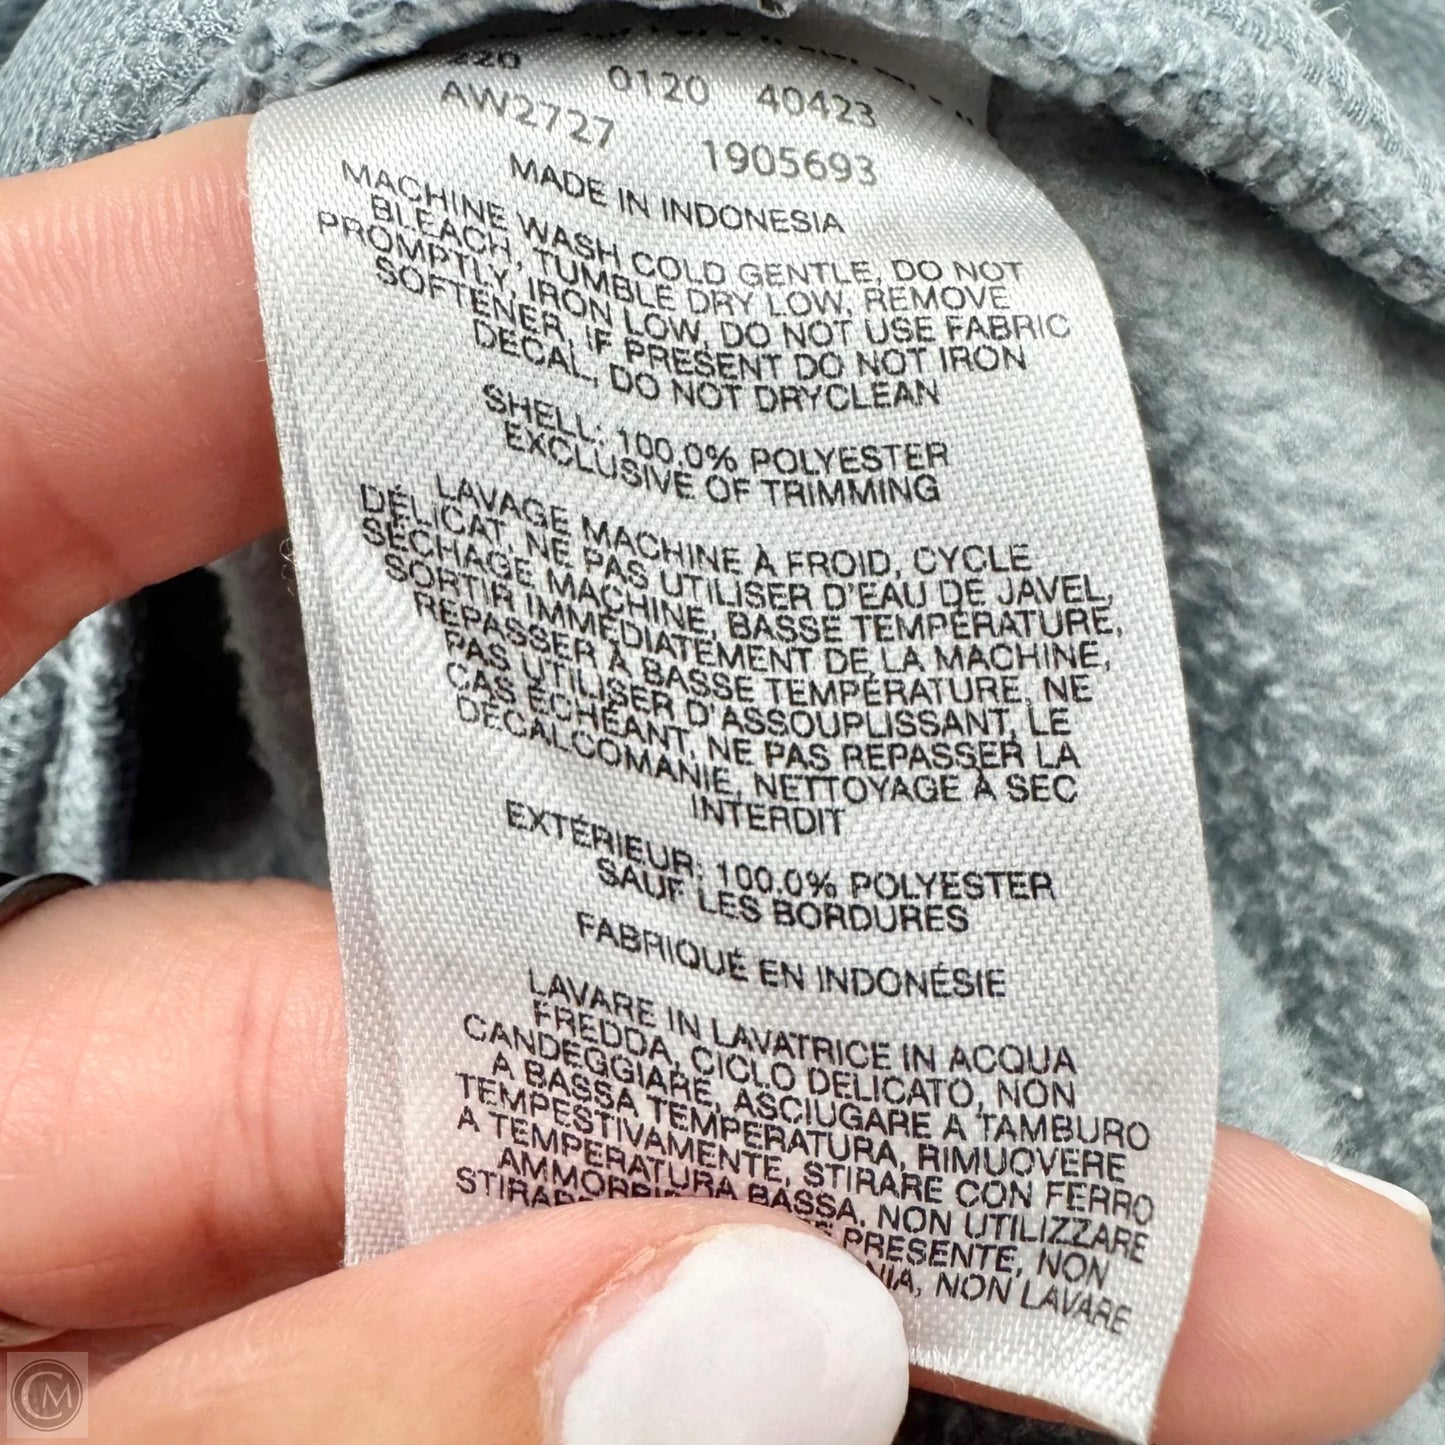 220 0120 40423
AW2727 1905693
MADE IN INDONESIA
MACHINE WASH COLD GENTLE, DO NOT
BLEACH, TUMBLE DRY LOW, REMOVE
PROMPTLY, IRON LOW, DO NOT USE FABRIC
SOFTENER, IF PRESENT DO NOT IRON
DECAL, DO NOT DRYCLEAN
SHELL: 100.0% POLYESTER
EXCLUSIVE OF TRIMMING
LAVAGE MACHINE À FROID, CYCLE
DÉLICAT, NE PAS UTILISER D'EAU DE JAVEL,
SÉCHAGE MACHINE, BASSE TEMPÉRATURE,
SORTIR IMMÉDIATEMENT DE LA MACHINE,
REPASSER À BASSE TEMPÉRATURE, NE
PAS UTILISER D'ASSOUPLISSANT, LE
CAS ÉCHÉANT, NE PAS REPASSER LA
DÉCALCOMANIE, NETTOYAGE À SEC
INTERDIT
EXTÉRIEUR: 100.0% POLYESTER
SAUF LES BORDURES
FABRIQUÉ EN INDONÉSIE
LAVARE IN LAVATRICE IN ACQUA
FREDDA, CICLO DELICATO, NON
CANDEGGIARE, ASCIUGARE A TAMBURO
A BASSA TEMPERATURA, RIMUOVERE
TEMPESTIVAMENTE, STIRARE CON FERRO
A TEMPERATURA BASSA, NON UTILIZZARE
PRESENTE, NON
NON LAVARE
CM